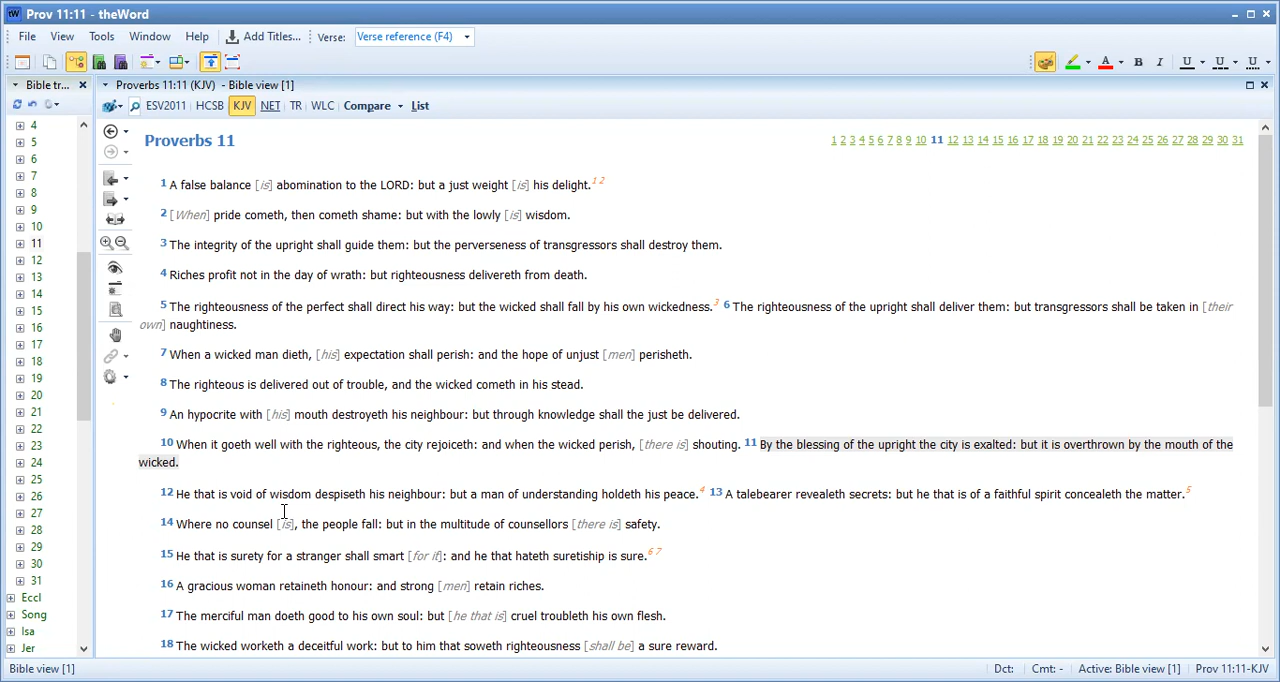 Prov 11:11 - theWord
File View Tools Window Help Add Titles... Verse: Verse reference (F4)
B I U U U
Bible tr... Proverbs 11:11 (KJV) - Bible view [1]
ESV2011 HCSB KJV NET TR WLC Compare List
4
5
6
7
8
9
10
11
12
13
14
15
16
17
18
19
20
21
22
23
24
25
26
27
28
29
30
31
Eccl
Song
Isa
Jer
Proverbs 11
1 2 3 4 5 6 7 8 9 10 11 12 13 14 15 16 17 18 19 20 21 22 23 24 25 26 27 28 29 30 31
1 A false balance [is] abomination to the LORD: but a just weight [is] his delight. 1 2
2 [When] pride cometh, then cometh shame: but with the lowly [is] wisdom.
3 The integrity of the upright shall guide them: but the perverseness of transgressors shall destroy them.
4 Riches profit not in the day of wrath: but righteousness delivereth from death.
5 The righteousness of the perfect shall direct his way: but the wicked shall fall by his own wickedness. 3 6 The righteousness of the upright shall deliver them: but transgressors shall be taken in [their
own] naughtiness.
7 When a wicked man dieth, [his] expectation shall perish: and the hope of unjust [men] perisheth.
8 The righteous is delivered out of trouble, and the wicked cometh in his stead.
9 An hypocrite with [his] mouth destroyeth his neighbour: but through knowledge shall the just be delivered.
10 When it goeth well with the righteous, the city rejoiceth: and when the wicked perish, [there is] shouting. 11 By the blessing of the upright the city is exalted: but it is overthrown by the mouth of the
wicked.
12 He that is void of wisdom despiseth his neighbour: but a man of understanding holdeth his peace. 4 13 A talebearer revealeth secrets: but he that is of a faithful spirit concealeth the matter. 5
14 Where no counsel [is], the people fall: but in the multitude of counsellors [there is] safety.
15 He that is surety for a stranger shall smart [for it]: and he that hateth suretiship is sure. 6 7
16 A gracious woman retaineth honour: and strong [men] retain riches.
17 The merciful man doeth good to his own soul: but [he that is] cruel troubleth his own flesh.
18 The wicked worketh a deceitful work: but to him that soweth righteousness [shall be] a sure reward.
Bible view [1] Dct: Cmt: - Active: Bible view [1] Prov 11:11-KJV